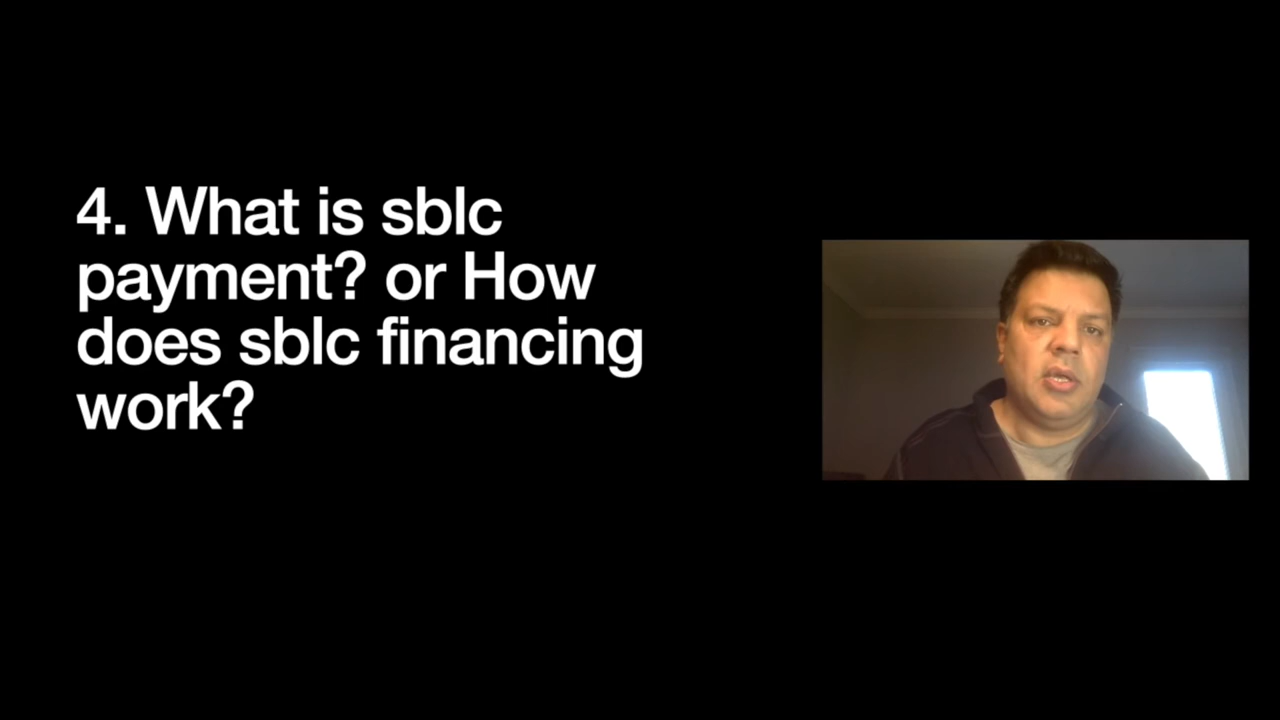 4. What is sblc
payment? or How
does sblc financing
work?